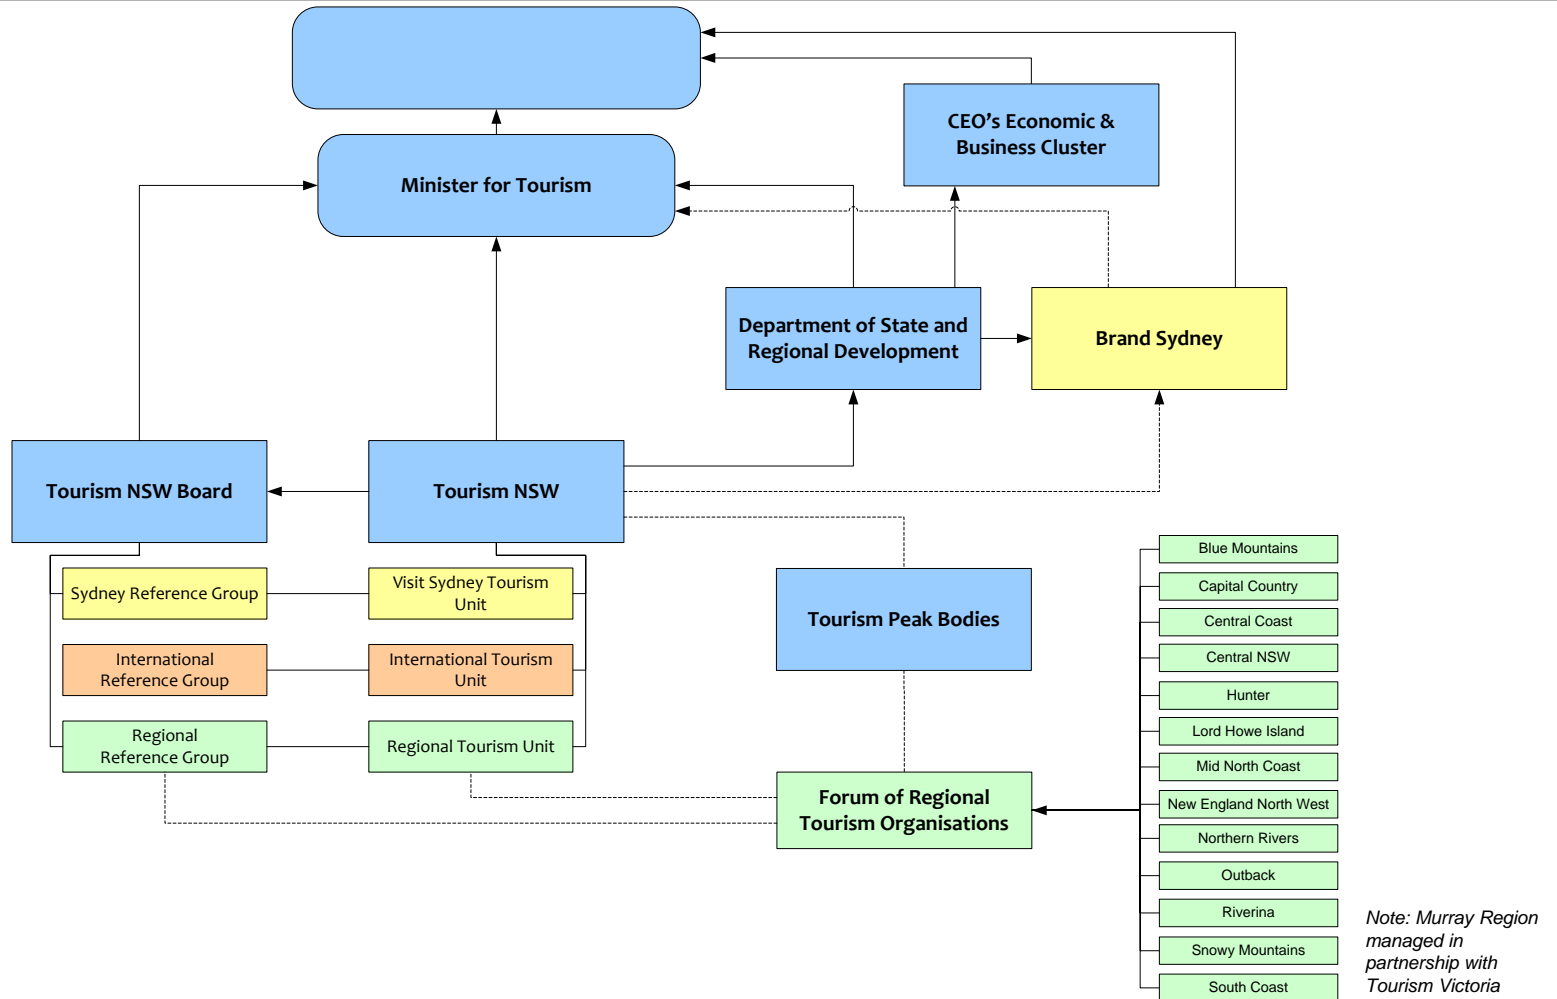 CEO’s Economic &
Business Cluster
Minister for Tourism
Department of State and
Regional Development
Brand Sydney
Tourism NSW Board
Tourism NSW
Sydney Reference Group
Visit Sydney Tourism
Unit
International
Reference Group
International Tourism
Unit
Regional
Reference Group
Regional Tourism Unit
Tourism Peak Bodies
Forum of Regional
Tourism Organisations
Blue Mountains
Capital Country
Central Coast
Central NSW
Hunter
Lord Howe Island
Mid North Coast
New England North West
Northern Rivers
Outback
Riverina
Snowy Mountains
South Coast
Note: Murray Region
managed in
partnership with
Tourism Victoria